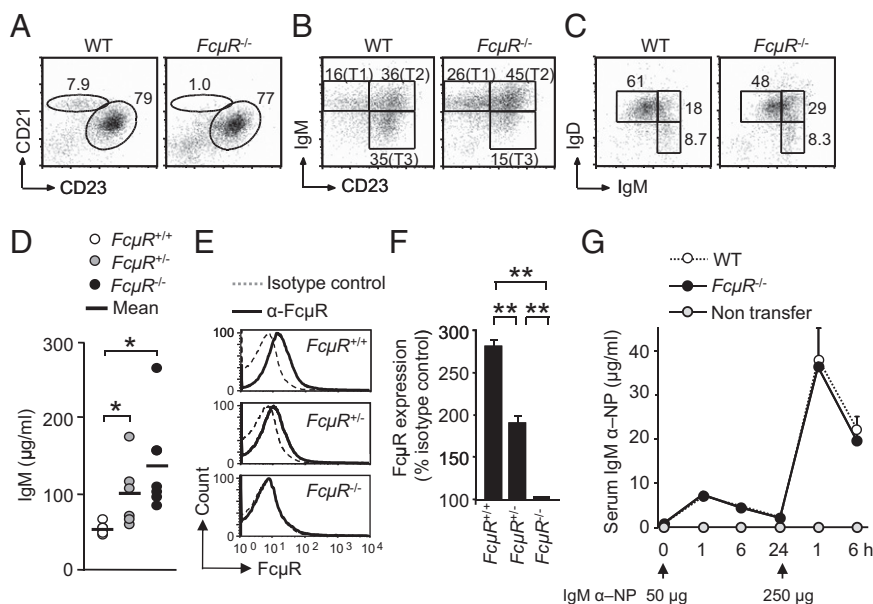 A
WT
FcμR-/-
7.9
79
1.0
77
CD21
CD23
B
WT
FcμR-/-
16(T1) 36(T2)
35(T3)
26(T1) 45(T2)
15(T3)
IgM
CD23
C
WT
FcμR-/-
61
18
8.7
48
29
8.3
IgD
IgM
D
FcμR+/+
FcμR+/-
FcμR-/-
Mean
*
*
300
200
100
0
IgM (μg/ml)
E
Isotype control
α-FcμR
100
0
FcμR+/+
100
0
FcμR+/-
100
0
FcμR-/-
Count
10^0 10^1 10^2 10^3 10^4
FcμR
F
**
** **
300
250
200
150
100
FcμR expression
(% isotype control)
FcμR+/+
FcμR+/-
FcμR-/-
G
WT
FcμR-/-
Non transfer
40
30
20
10
0
Serum IgM α-NP (μg/ml)
0 1 6 24 1 6 h
IgM α–NP 50 μg 250 μg